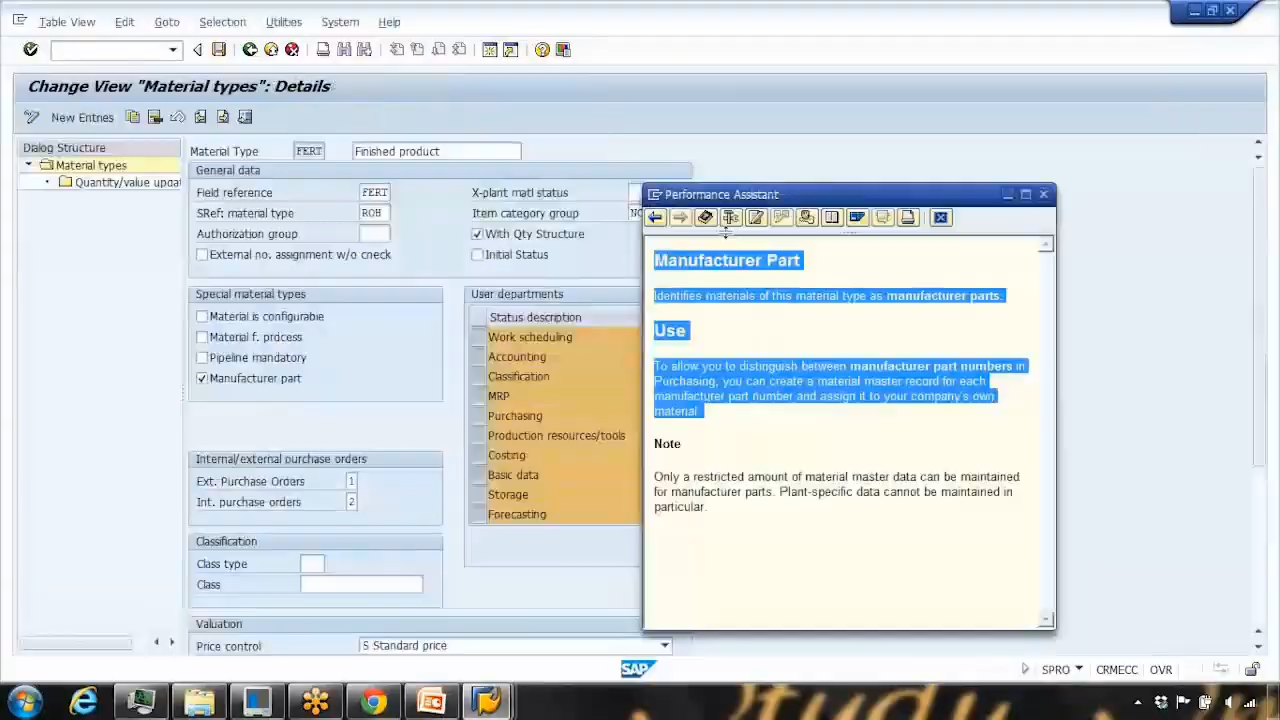 Table View Edit Goto Selection Utilities System Help
Change View "Material types": Details
New Entries
Dialog Structure
Material types
Quantity/value updat
Material Type FERT Finished product
General data
Field reference FERT X-plant matl status
SRef: material type ROH Item category group
Authorization group With Qty Structure
External no. assignment w/o check Initial Status
Special material types
Material is configurable
Material f. process
Pipeline mandatory
Manufacturer part
User departments
Status description
Work scheduling
Accounting
Classification
MRP
Purchasing
Production resources/tools
Costing
Basic data
Storage
Forecasting
Internal/external purchase orders
Ext. Purchase Orders 1
Int. purchase orders 2
Classification
Class type
Class
Valuation
Price control S Standard price
Performance Assistant
Manufacturer Part
Identifies materials of this material type as manufacturer parts.
Use
To allow you to distinguish between manufacturer part numbers in
Purchasing, you can create a material master record for each
manufacturer part number and assign it to your company's own
material.
Note
Only a restricted amount of material master data can be maintained
for manufacturer parts. Plant-specific data cannot be maintained in
particular.
SAP
SPRO CRMECC OVR